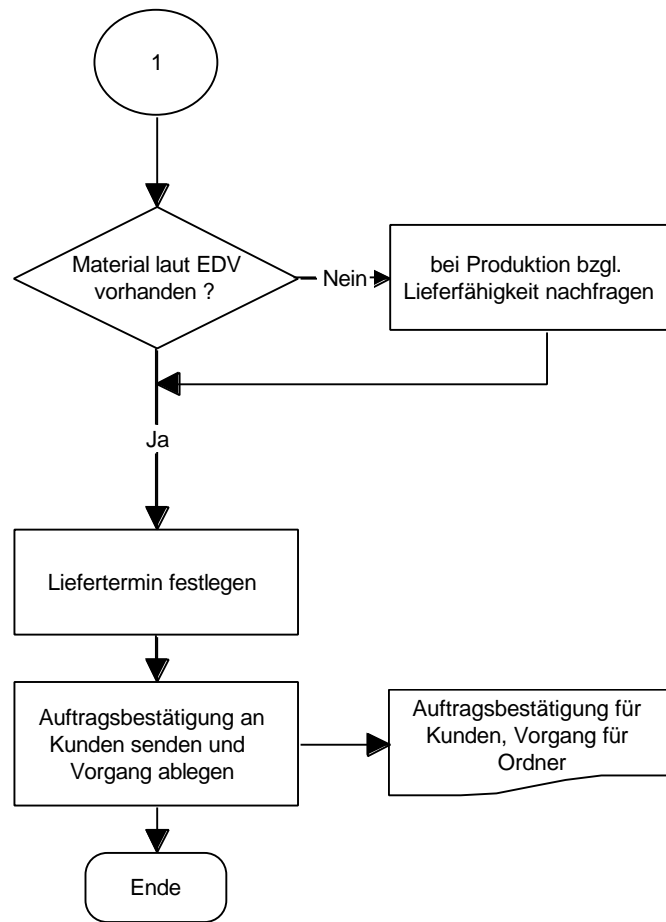 1
Material laut EDV
vorhanden ?
Nein
bei Produktion bzgl.
Lieferfähigkeit nachfragen
Ja
Liefertermin festlegen
Auftragsbestätigung an
Kunden senden und
Vorgang ablegen
Auftragsbestätigung für
Kunden, Vorgang für
Ordner
Ende